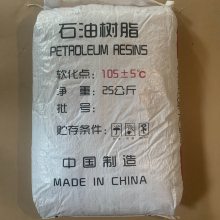 石油树脂
PETROLEUM RESINS
软化点：105±5℃
净 重：25公斤
批 号：
贮存条件：
中国制造
MADE IN CHINA